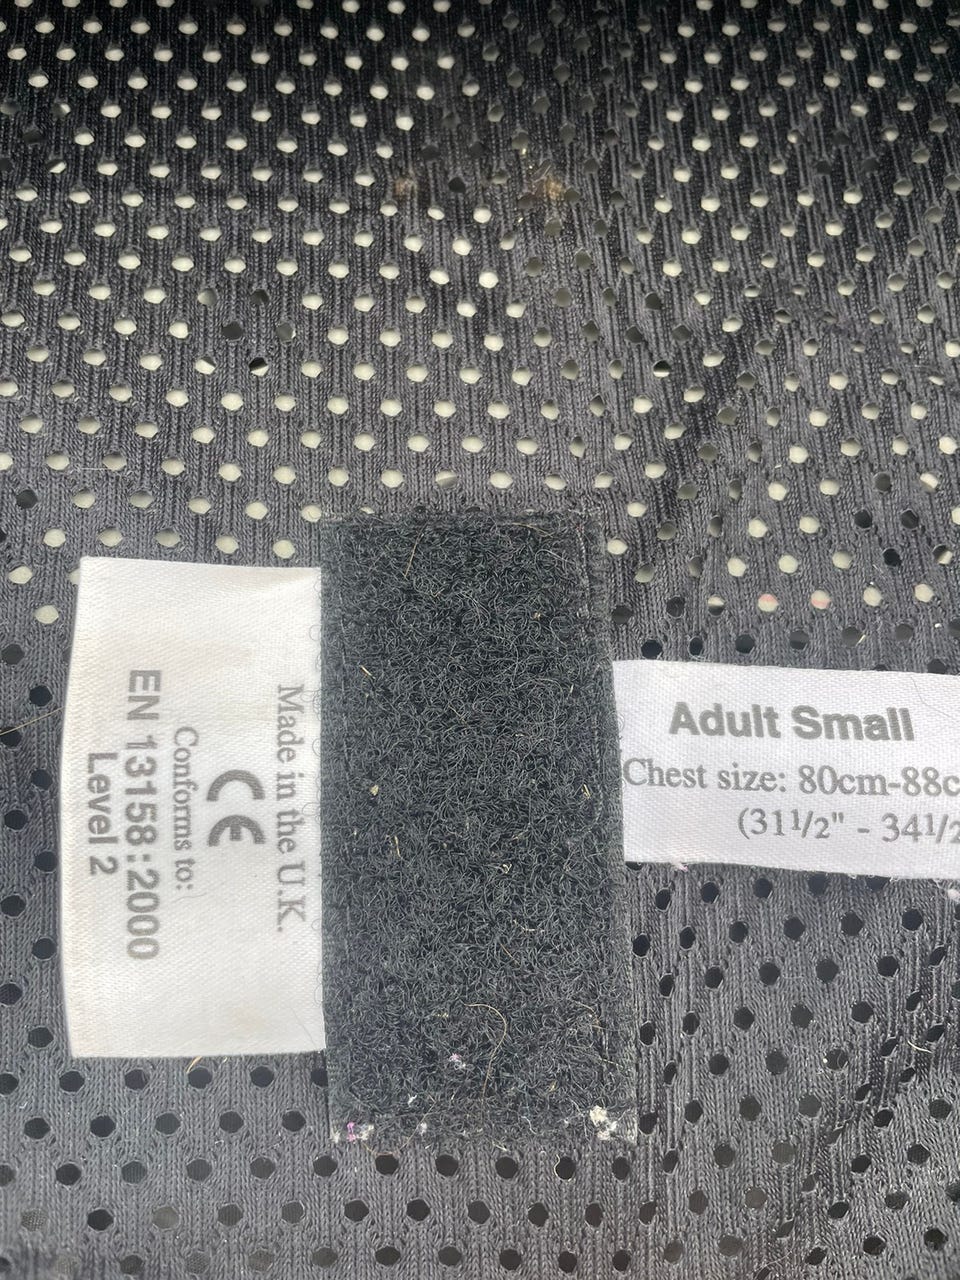 Made in the U.K.
CE
Conforms to:
EN 13158:2000
Level 2
Adult Small
Chest size: 80cm-88c
(31½" - 34½